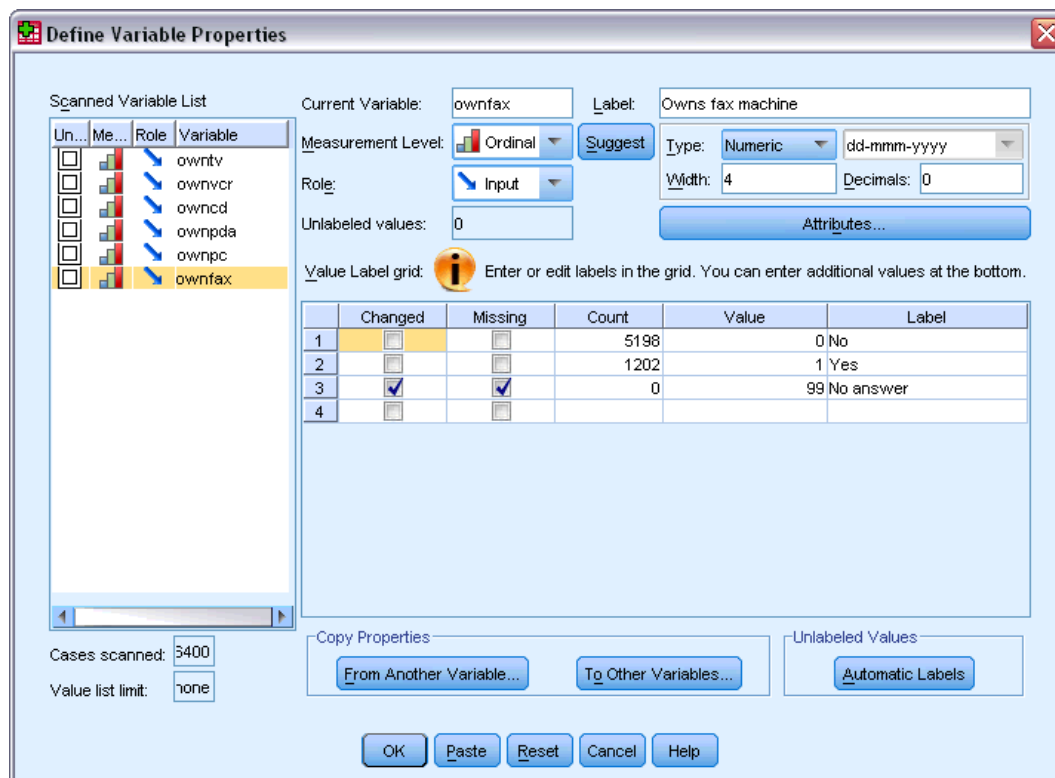 Define Variable Properties
Scanned Variable List
Un... Me... Role Variable
owntv
ownvcr
owncd
ownpda
ownpc
ownfax
Cases scanned: 6400
Value list limit: none
Current Variable: ownfax Label: Owns fax machine
Measurement Level: Ordinal Suggest Type: Numeric dd-mmm-yyyy
Role: Input Width: 4 Decimals: 0
Unlabeled values: 0 Attributes...
Value Label grid: i Enter or edit labels in the grid. You can enter additional values at the bottom.
Changed Missing Count Value Label
1 5198 0 No
2 1202 1 Yes
3 0 99 No answer
4
Copy Properties Unlabeled Values
From Another Variable... To Other Variables... Automatic Labels
OK Paste Reset Cancel Help